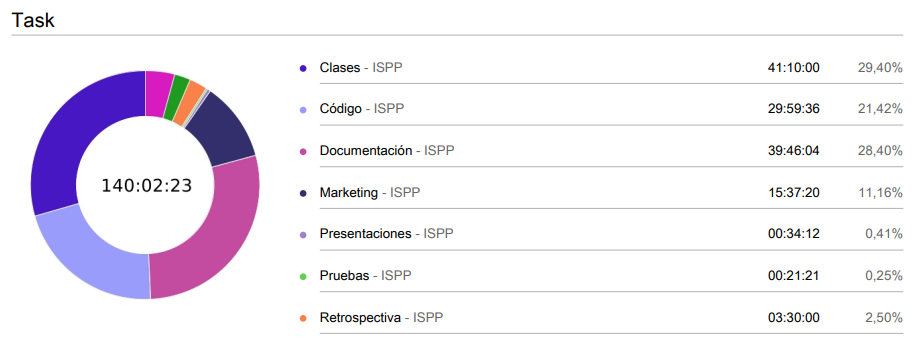 Task
140:02:23
Clases - ISPP 41:10:00 29,40%
Código - ISPP 29:59:36 21,42%
Documentación - ISPP 39:46:04 28,40%
Marketing - ISPP 15:37:20 11,16%
Presentaciones - ISPP 00:34:12 0,41%
Pruebas - ISPP 00:21:21 0,25%
Retrospectiva - ISPP 03:30:00 2,50%